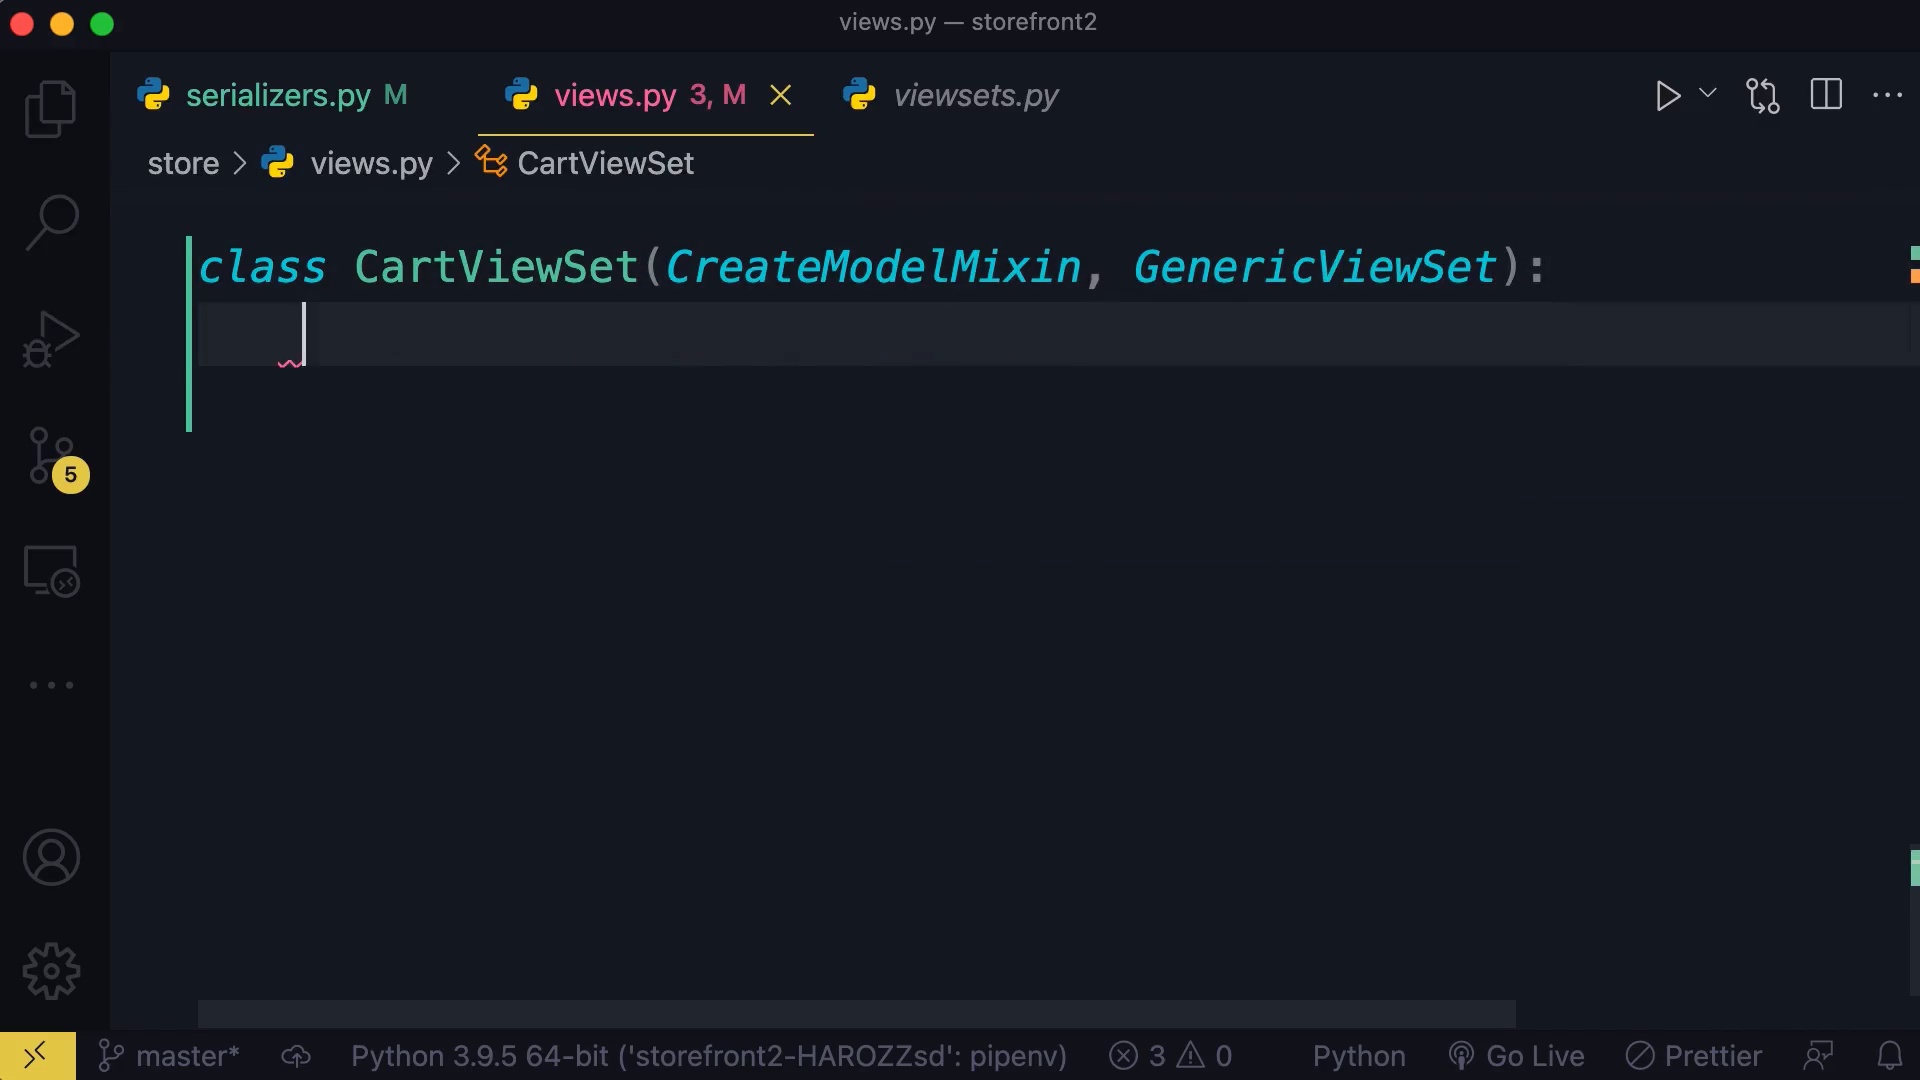 views.py — storefront2
serializers.py M views.py 3, M viewsets.py
store > views.py > CartViewSet
class CartViewSet(CreateModelMixin, GenericViewSet):
5
master* Python 3.9.5 64-bit ('storefront2-HAROZZsd': pipenv) 3 0 Python Go Live Prettier